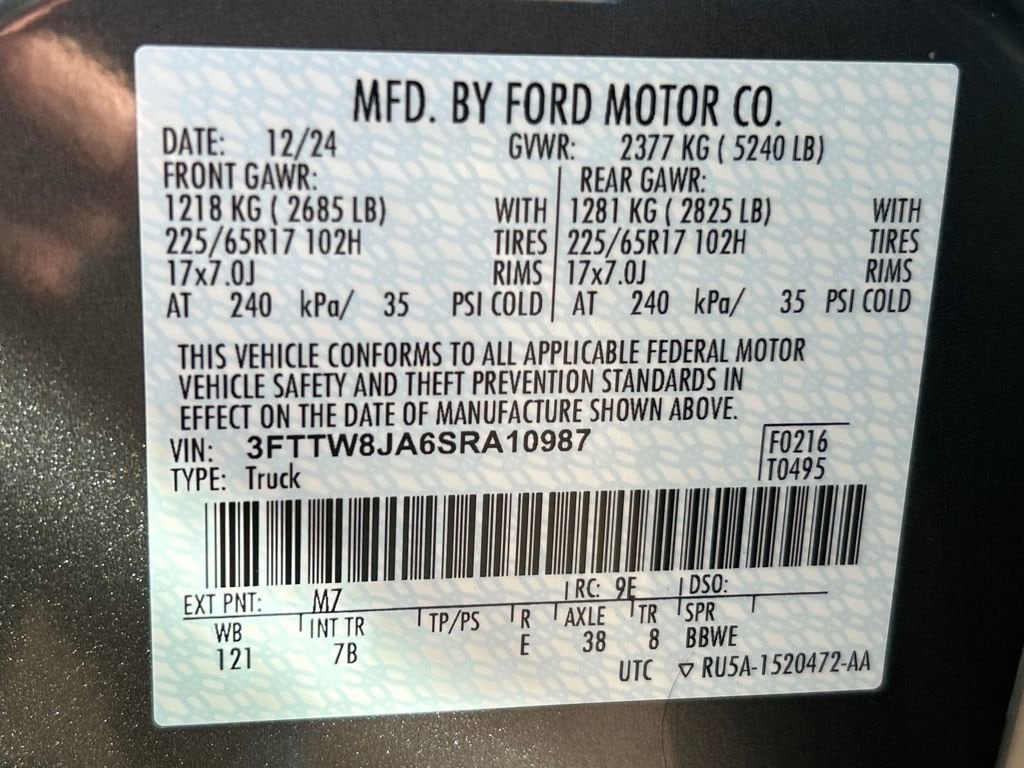 MFD. BY FORD MOTOR CO.
DATE: 12/24 GVWR: 2377 KG ( 5240 LB)
FRONT GAWR: REAR GAWR:
1218 KG ( 2685 LB) WITH 1281 KG ( 2825 LB) WITH
225/65R17 102H TIRES 225/65R17 102H TIRES
17x7.0J RIMS 17x7.0J RIMS
AT 240 kPa/ 35 PSI COLD AT 240 kPa/ 35 PSI COLD
THIS VEHICLE CONFORMS TO ALL APPLICABLE FEDERAL MOTOR
VEHICLE SAFETY AND THEFT PREVENTION STANDARDS IN
EFFECT ON THE DATE OF MANUFACTURE SHOWN ABOVE.
VIN: 3FTTW8JA6SRA10987 F0216
TYPE: Truck T0495
EXT PNT: M7 RC: 9E DSO:
WB INT TR TP/PS R AXLE TR SPR
121 7B E 38 8 BBWE
UTC ▽ RU5A-1520472-AA